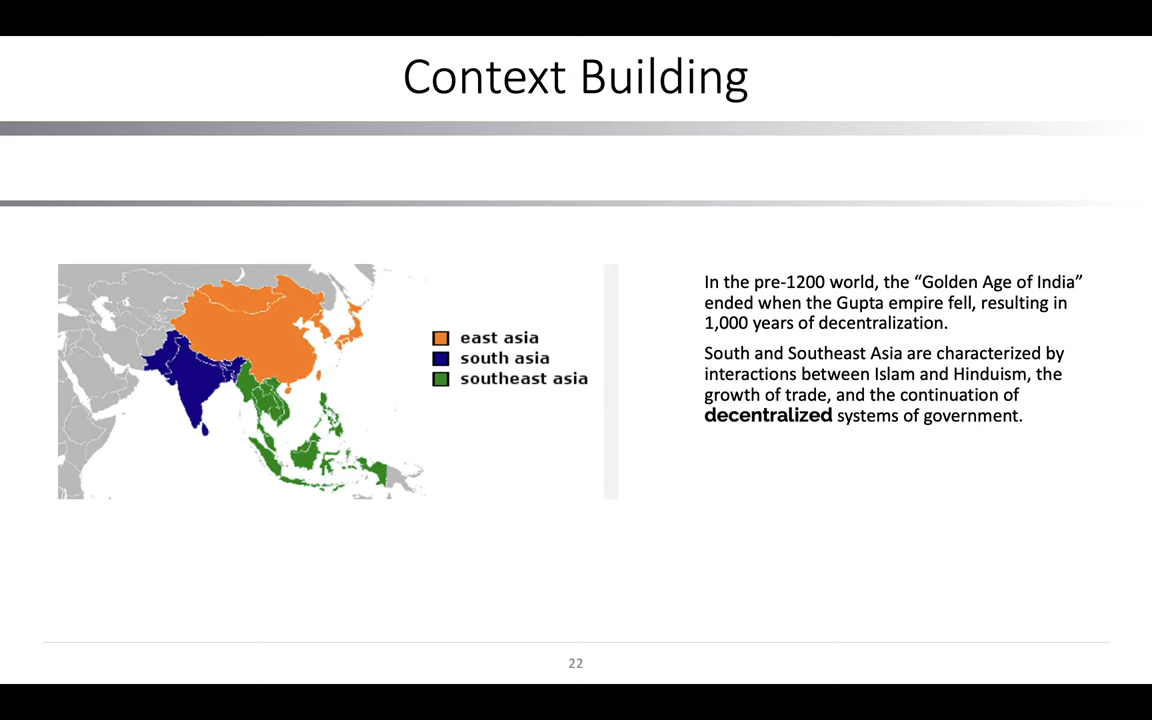 Context Building
east asia
south asia
southeast asia
In the pre-1200 world, the “Golden Age of India”
ended when the Gupta empire fell, resulting in
1,000 years of decentralization.
South and Southeast Asia are characterized by
interactions between Islam and Hinduism, the
growth of trade, and the continuation of
decentralized systems of government.
22